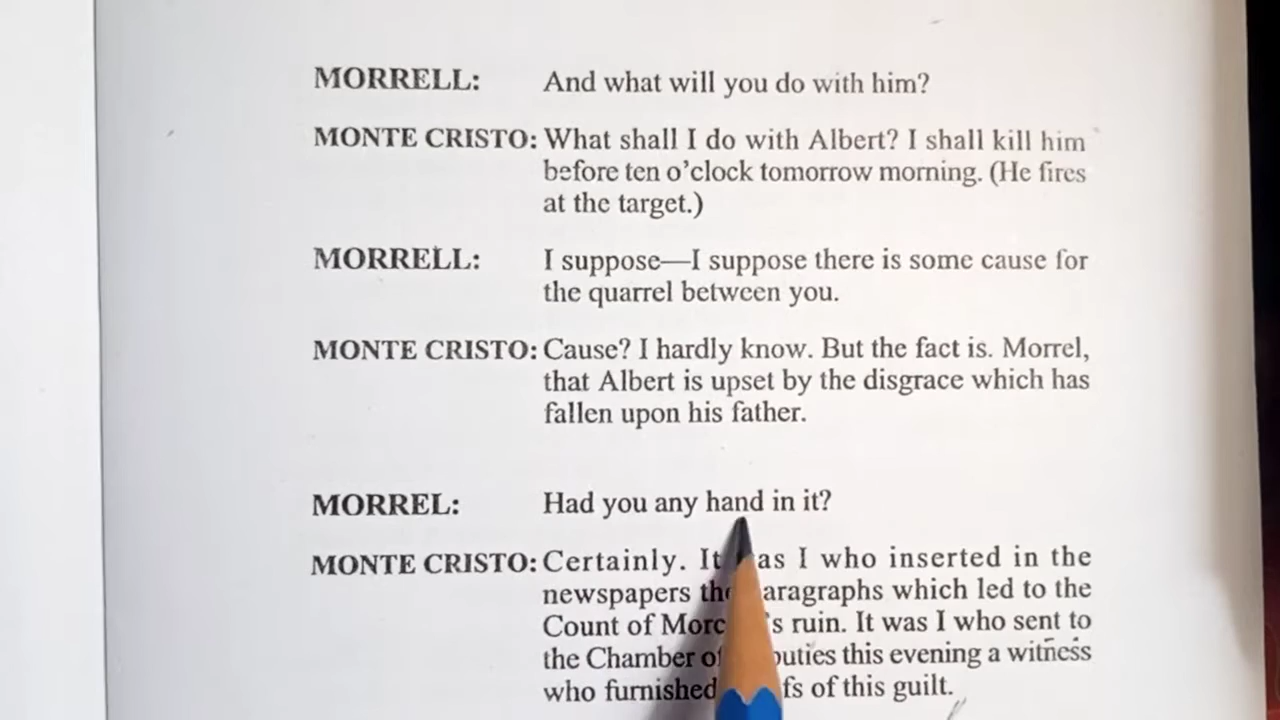 MORRELL: And what will you do with him?
MONTE CRISTO: What shall I do with Albert? I shall kill him
before ten o'clock tomorrow morning. (He fires
at the target.)
MORRELL: I suppose—I suppose there is some cause for
the quarrel between you.
MONTE CRISTO: Cause? I hardly know. But the fact is. Morrel,
that Albert is upset by the disgrace which has
fallen upon his father.
MORREL: Had you any hand in it?
MONTE CRISTO: Certainly. It as I who inserted in the
newspapers aragraphs which led to the
Count of 's ruin. It was I who sent to
the Chamber this evening a witness
who furnished of this guilt.